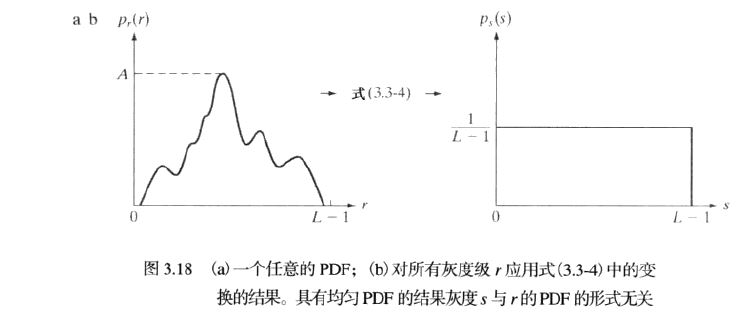 a b p_r(r) p_s(s)
A
式(3.3-4)
1
L − 1
0 L − 1 r 0 L − 1 s
图 3.18 (a)一个任意的 PDF；(b)对所有灰度级 r 应用式(3.3-4)中的变
换的结果。具有均匀 PDF 的结果灰度 s 与 r 的 PDF 的形式无关